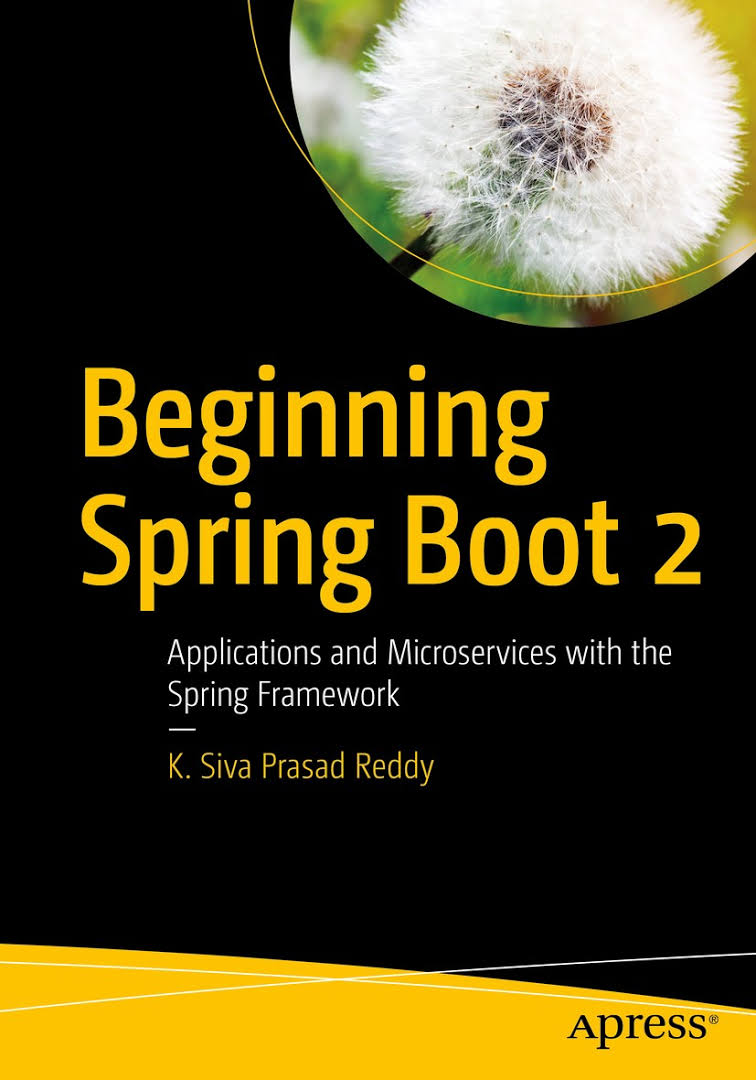 Beginning
Spring Boot 2
Applications and Microservices with the
Spring Framework
K. Siva Prasad Reddy
Apress®